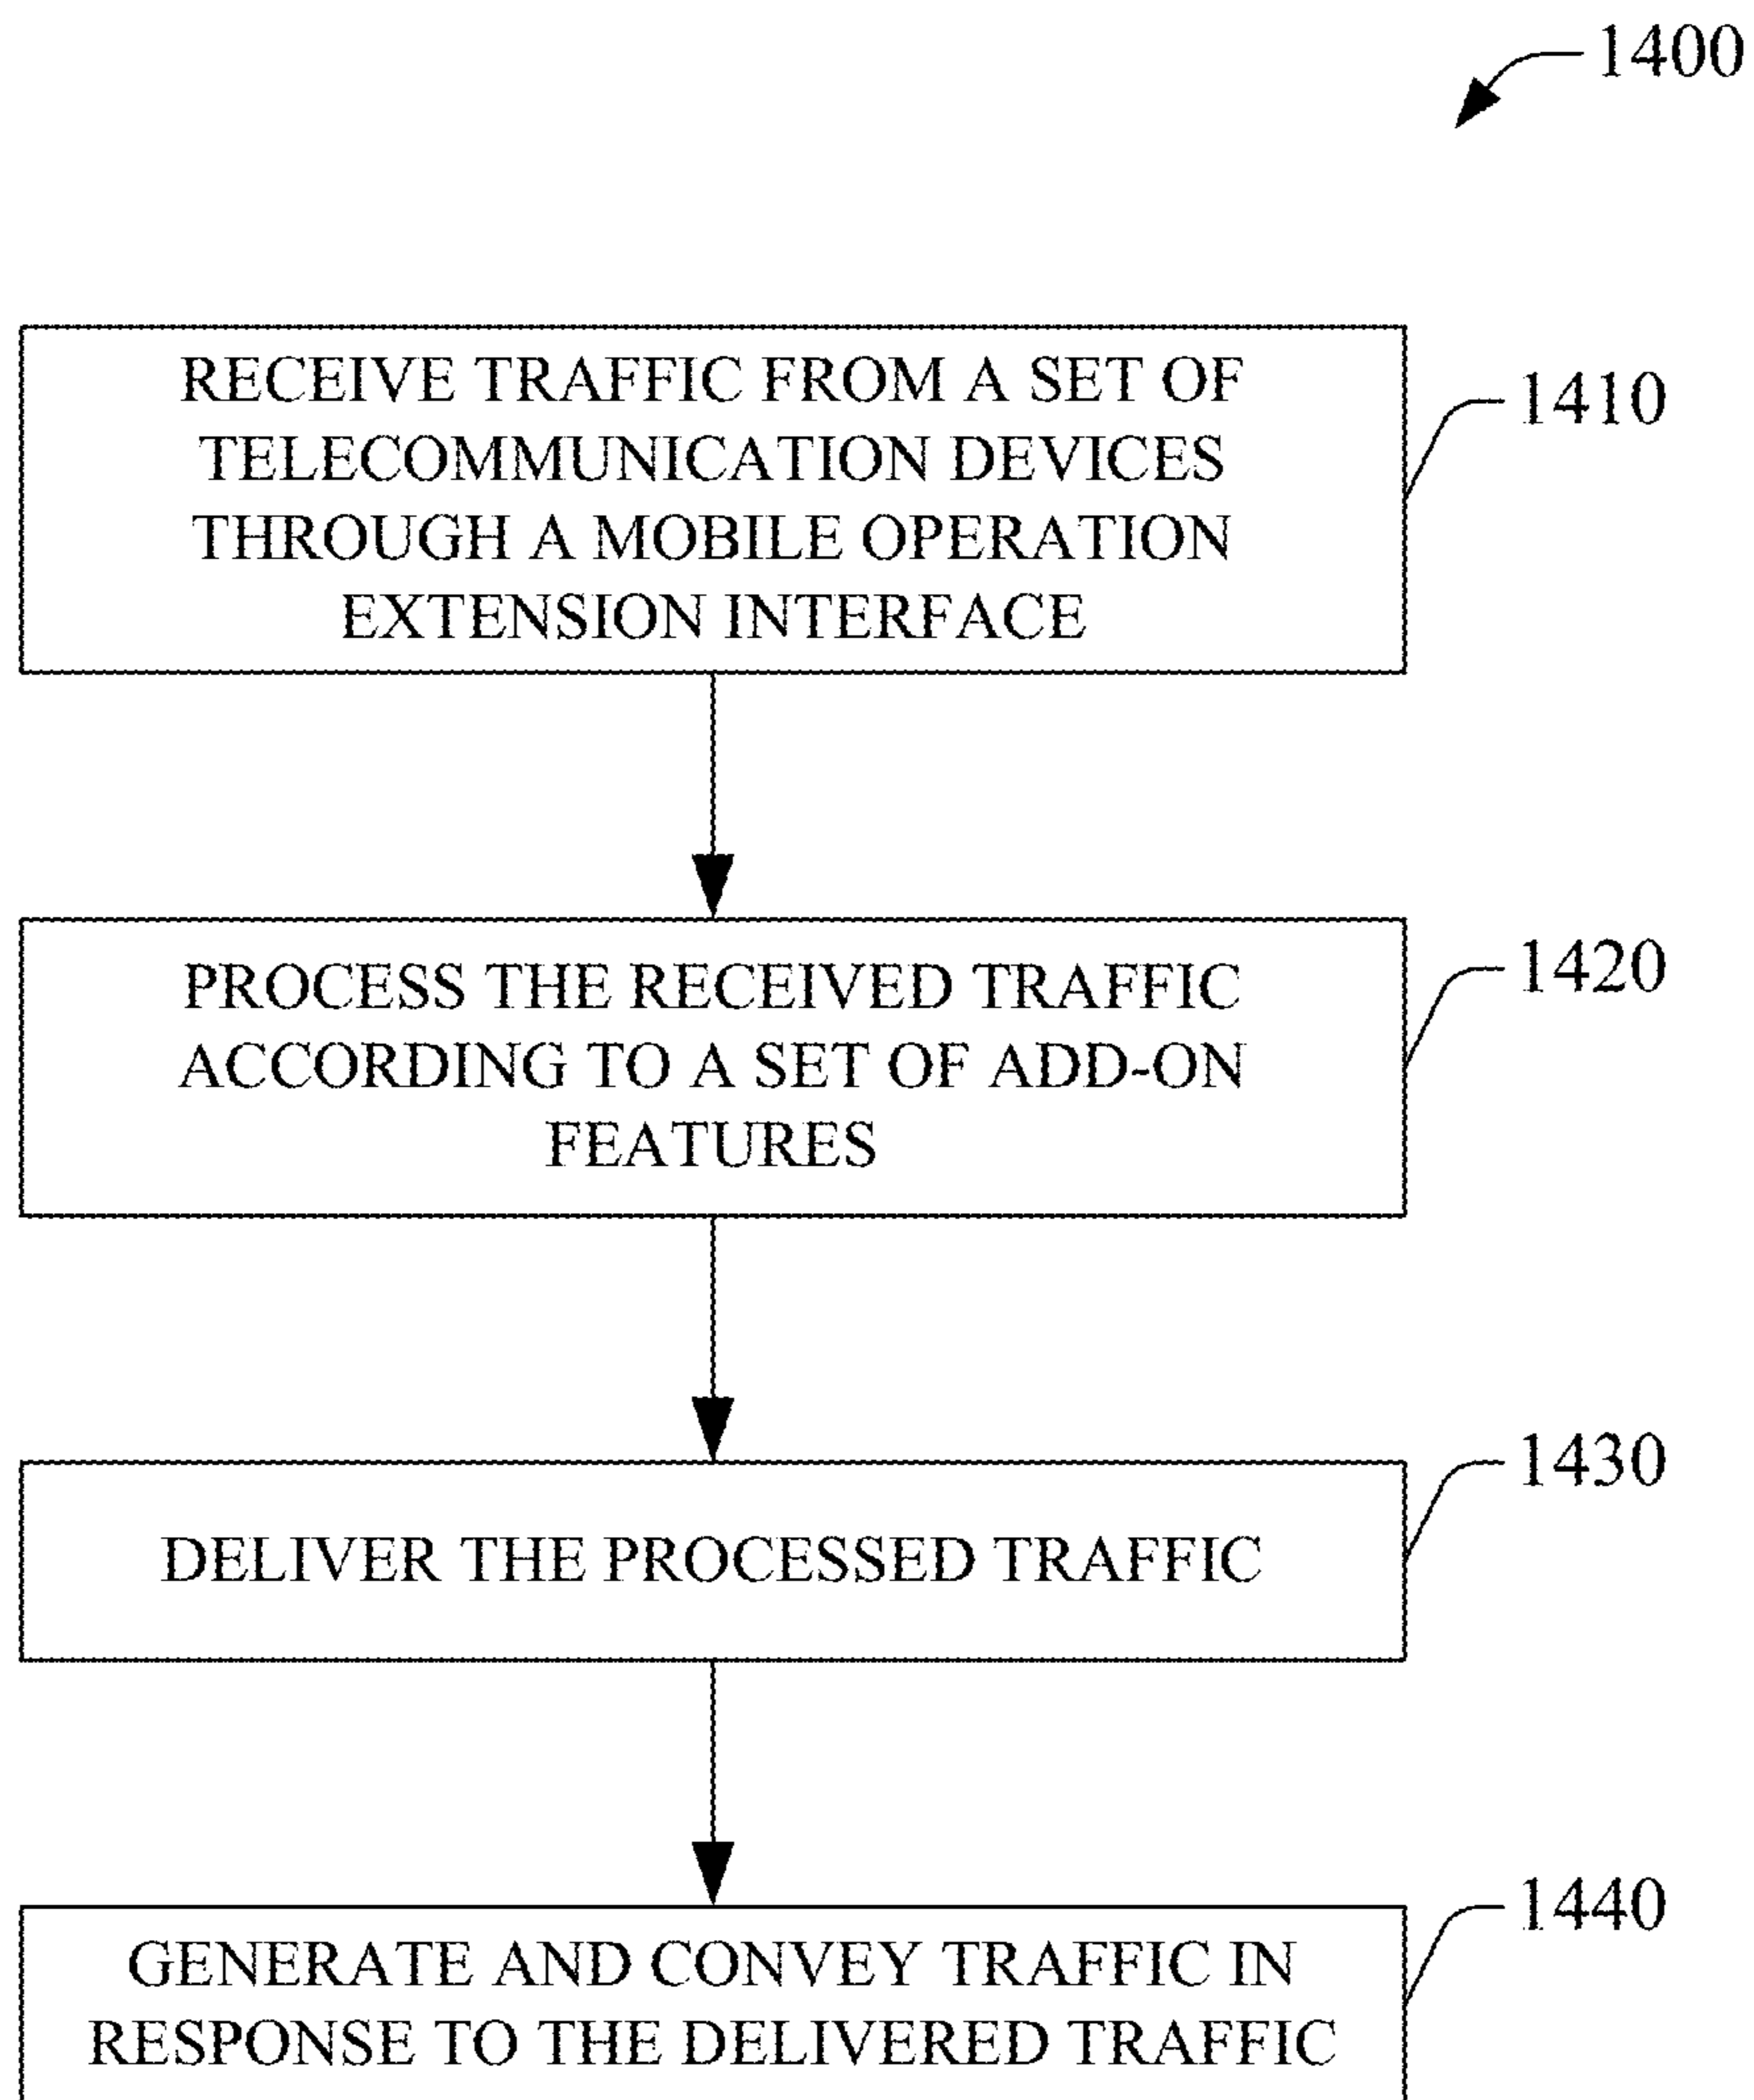 1400
RECEIVE TRAFFIC FROM A SET OF
TELECOMMUNICATION DEVICES
THROUGH A MOBILE OPERATION
EXTENSION INTERFACE
1410
PROCESS THE RECEIVED TRAFFIC
ACCORDING TO A SET OF ADD-ON
FEATURES
1420
DELIVER THE PROCESSED TRAFFIC
1430
GENERATE AND CONVEY TRAFFIC IN
RESPONSE TO THE DELIVERED TRAFFIC
1440